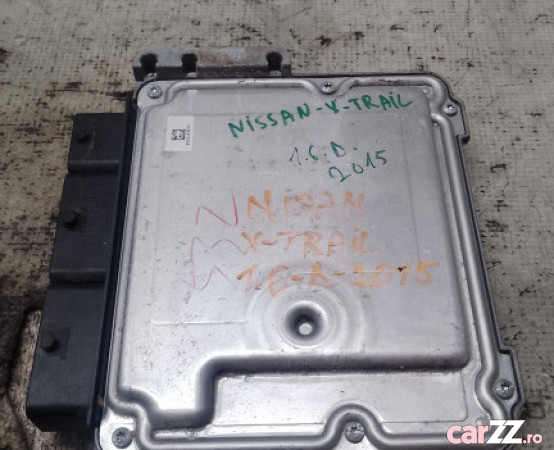 NISSAN-X-TRAIL
1.6.D.
2015
NISAN
X-TRAIL
1.6-R-2015
carZZ.ro